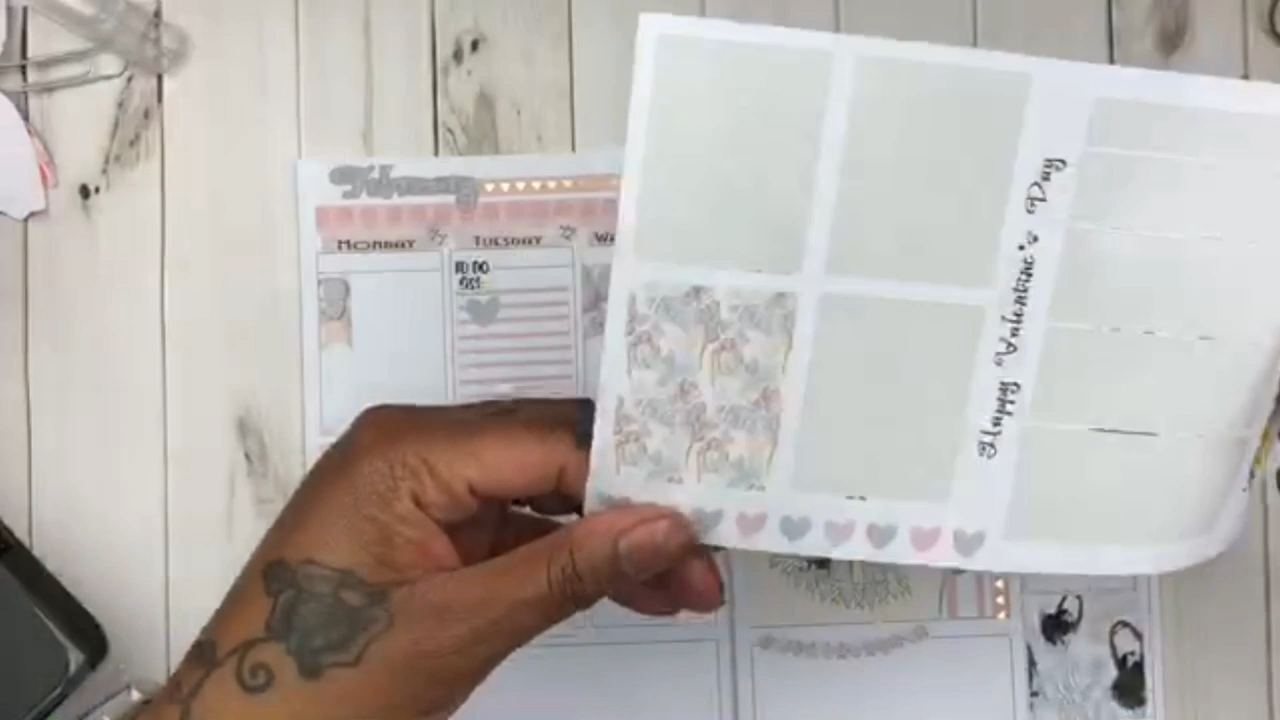 February
MONDAY
TUESDAY
TO DO
Happy Valentine's Day